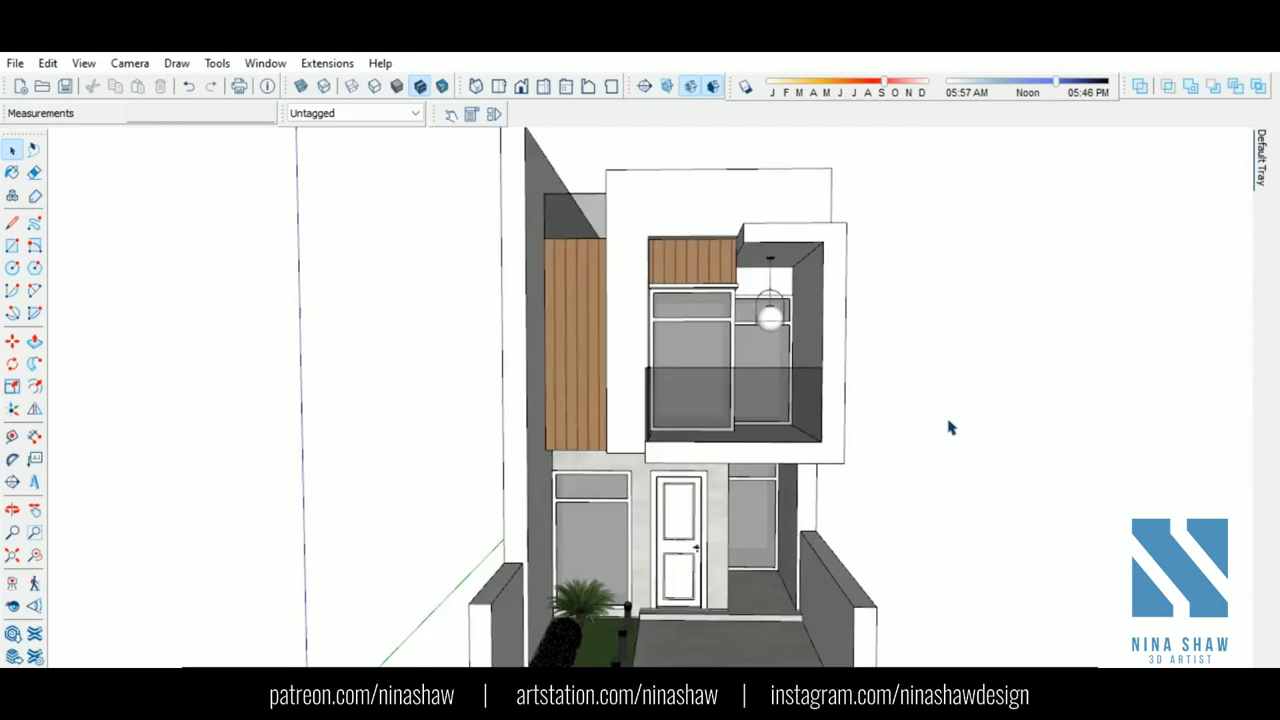 File Edit View Camera Draw Tools Window Extensions Help
J F M A M J J A S O N D 05:57 AM Noon 05:46 PM
Measurements Untagged
Default Tray
NINA SHAW
3D ARTIST
patreon.com/ninashaw | artstation.com/ninashaw | instagram.com/ninashawdesign